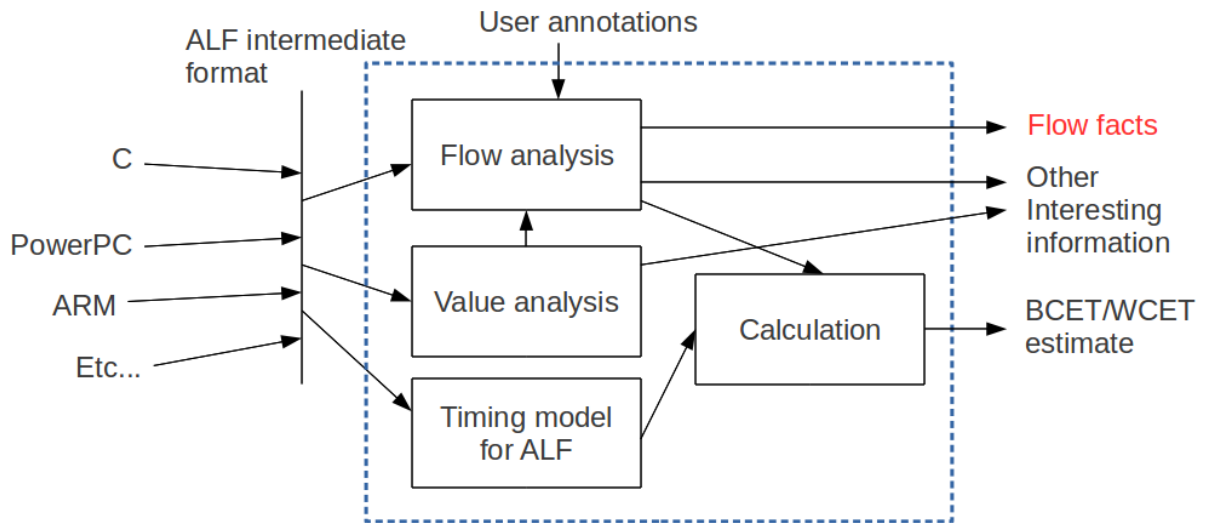 User annotations
ALF intermediate
format
C
PowerPC
ARM
Etc...
Flow analysis
Value analysis
Timing model
for ALF
Calculation
Flow facts
Other
Interesting
information
BCET/WCET
estimate